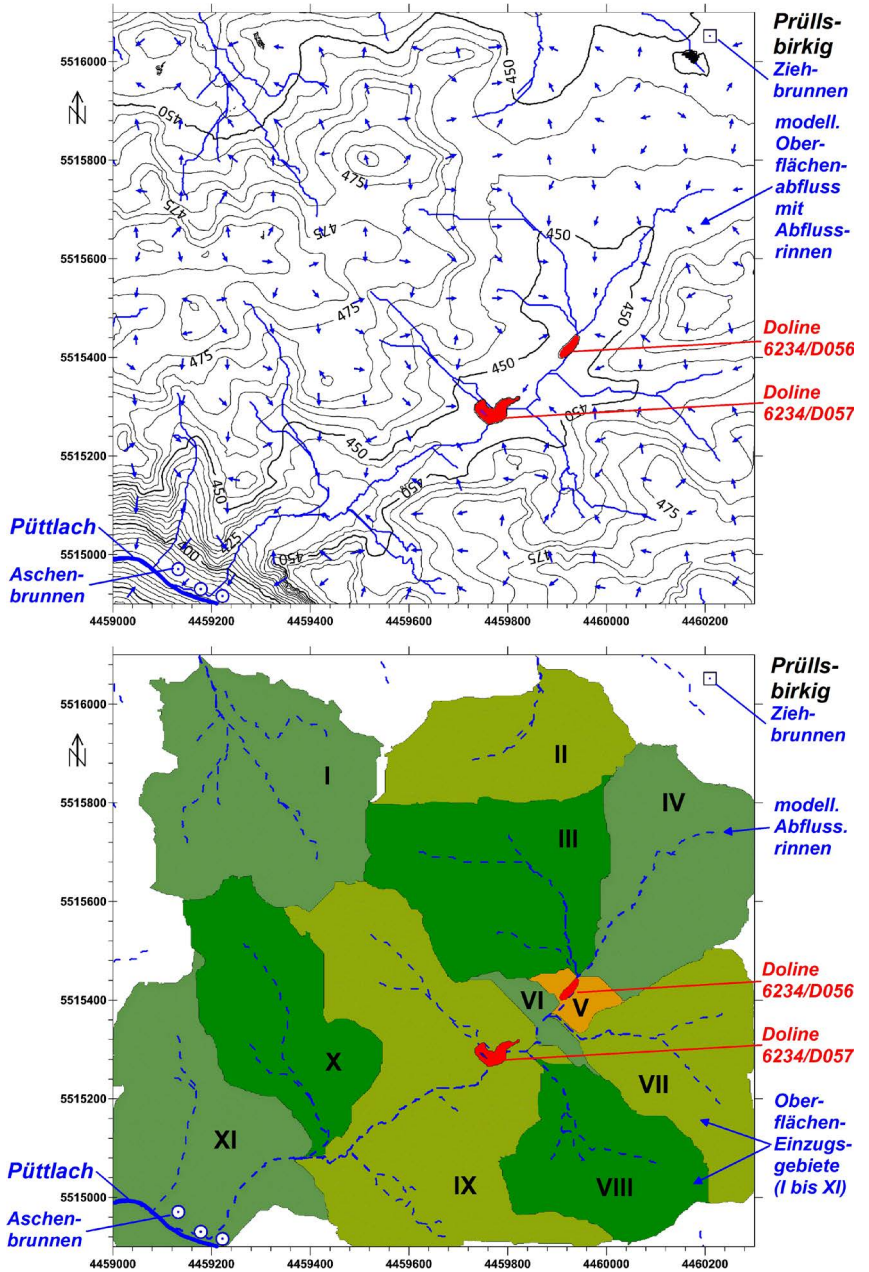 Prülls-
birkig
Zieh-
brunnen
modell.
Ober-
flächen-
abfluss
mit
Abfluss-
rinnen
Doline
6234/D056
Doline
6234/D057
5516000
5515800
5515600
5515400
5515200
5515000
N
450
450
475
475
475
450
475
475
450
450
450
450
450
450
475
475
400
425
450
Püttlach
Aschen-
brunnen
4459000
4459200
4459400
4459600
4459800
4460000
4460200
Prülls-
birkig
Zieh-
brunnen
modell.
Abfluss.
rinnen
Doline
6234/D056
Doline
6234/D057
Ober-
flächen-
Einzugs-
gebiete
(I bis XI)
5516000
5515800
5515600
5515400
5515200
5515000
N
I
II
III
IV
V
VI
VII
VIII
IX
X
XI
Püttlach
Aschen-
brunnen
4459000
4459200
4459400
4459600
4459800
4460000
4460200